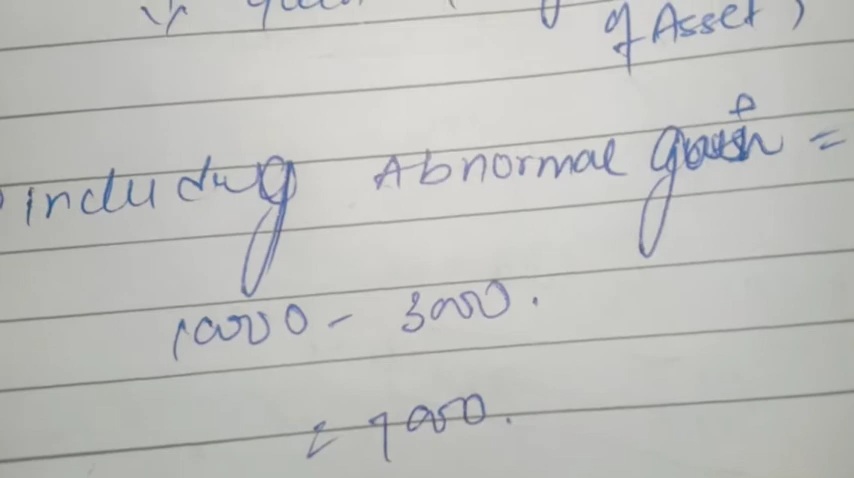 of Asset)
including Abnormal gain =
10000 - 3000.
= 7000.